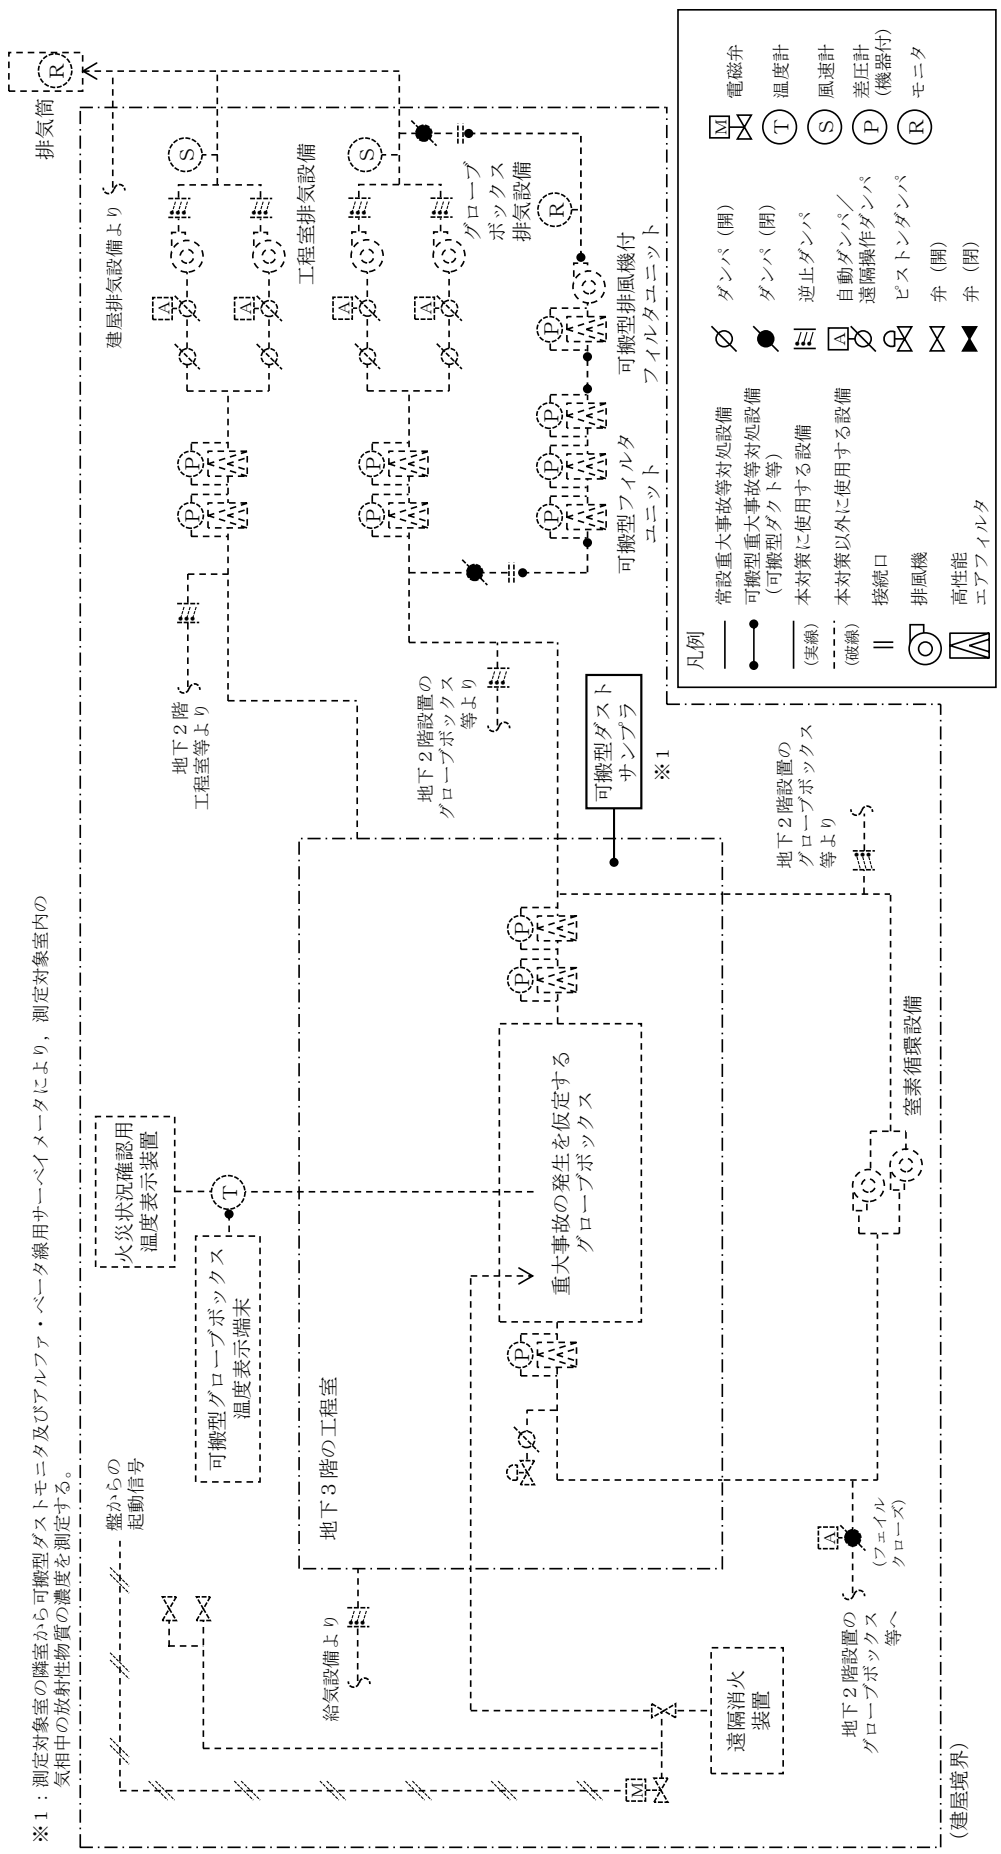 ※1：測定対象室の隣室から可搬型ダストモニタ及びアルファ・ベータ線用サーベイメータにより，測定対象室内の
気相中の放射性物質の濃度を測定する。
盤からの
起動信号
火災状況確認用
温度表示装置
T
可搬型グローブボックス
温度表示端末
地下３階の工程室
給気設備より
M
遠隔消火
装置
重大事故の発生を仮定する
グローブボックス
P
P
P
A
(フェイル
クローズ)
地下２階設置の
グローブボックス
等へ
窒素循環設備
地下２階設置の
グローブボックス
等より
可搬型ダスト
サンプラ
※1
地下２階
工程室等より
地下２階設置の
グローブボックス
等より
P
P
P
P
P
P
P
P
可搬型フィルタ
ユニット
可搬型排風機付
フィルタユニット
A
A
A
A
建屋排気設備より
工程室排気設備
グローブ
ボックス
排気設備
S
S
R
R
排気筒
(建屋境界)
凡例
常設重大事故等対処設備
可搬型重大事故等対処設備
(可搬型ダクト等)
(実線)
本対策に使用する設備
(破線)
本対策以外に使用する設備
接続口
排風機
高性能
エアフィルタ
ダンパ（開）
ダンパ（閉）
逆止ダンパ
A
自動ダンパ／
遠隔操作ダンパ
ピストンダンパ
弁（開）
弁（閉）
M
電磁弁
T
温度計
S
風速計
P
差圧計
(機器付)
R
モニタ